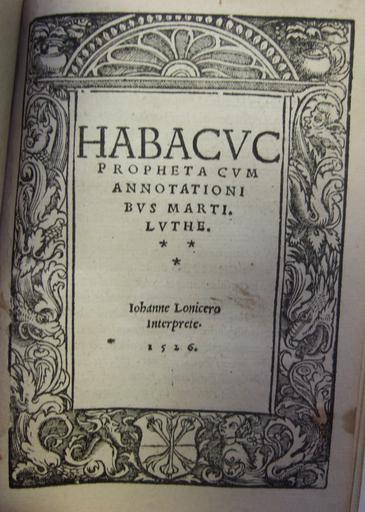 HABACVC
PROPHETA CVM
ANNOTATIONI
BVS MARTI.
LVTHE.
* *
*
Iohanne Lonicero
Interprete.
1526.